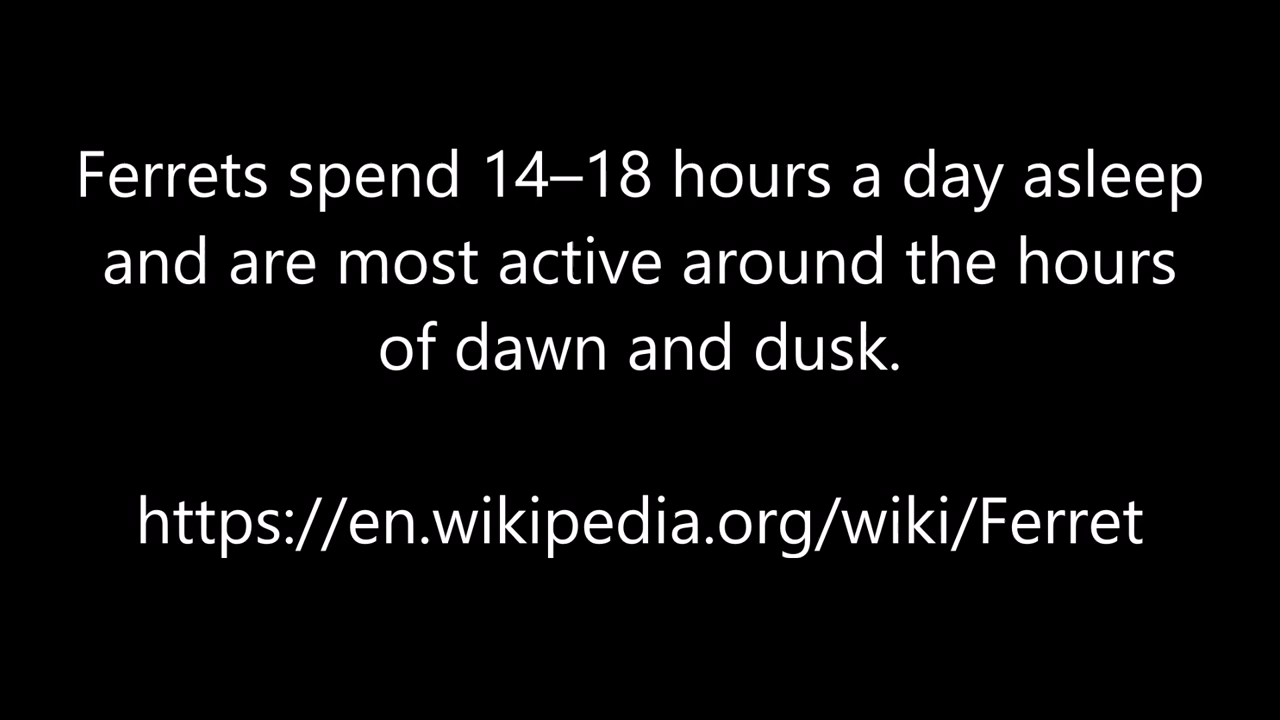 Ferrets spend 14–18 hours a day asleep
and are most active around the hours
of dawn and dusk.
https://en.wikipedia.org/wiki/Ferret